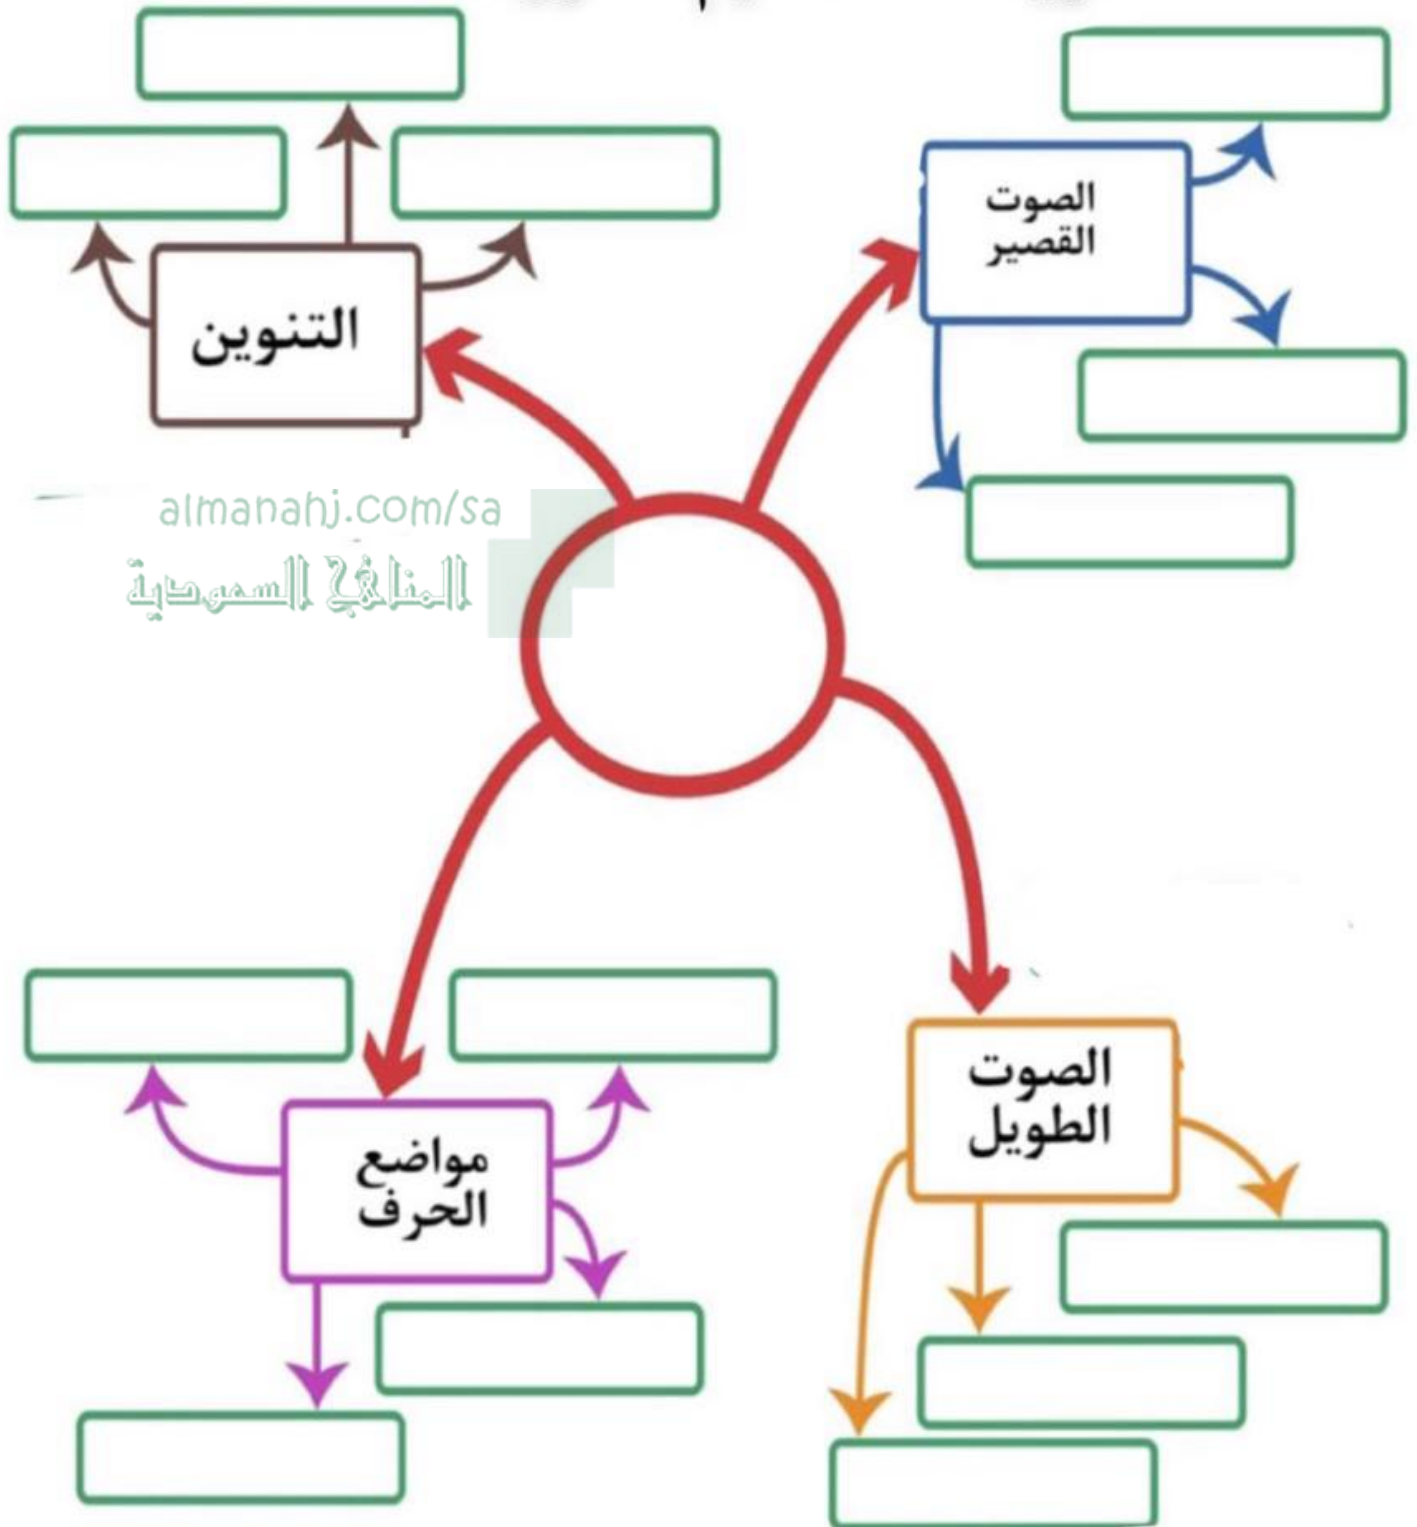 الصوت
القصير
التنوين
almanahj.com/sa
المناهج السعودية
الصوت
الطويل
مواضع
الحرف